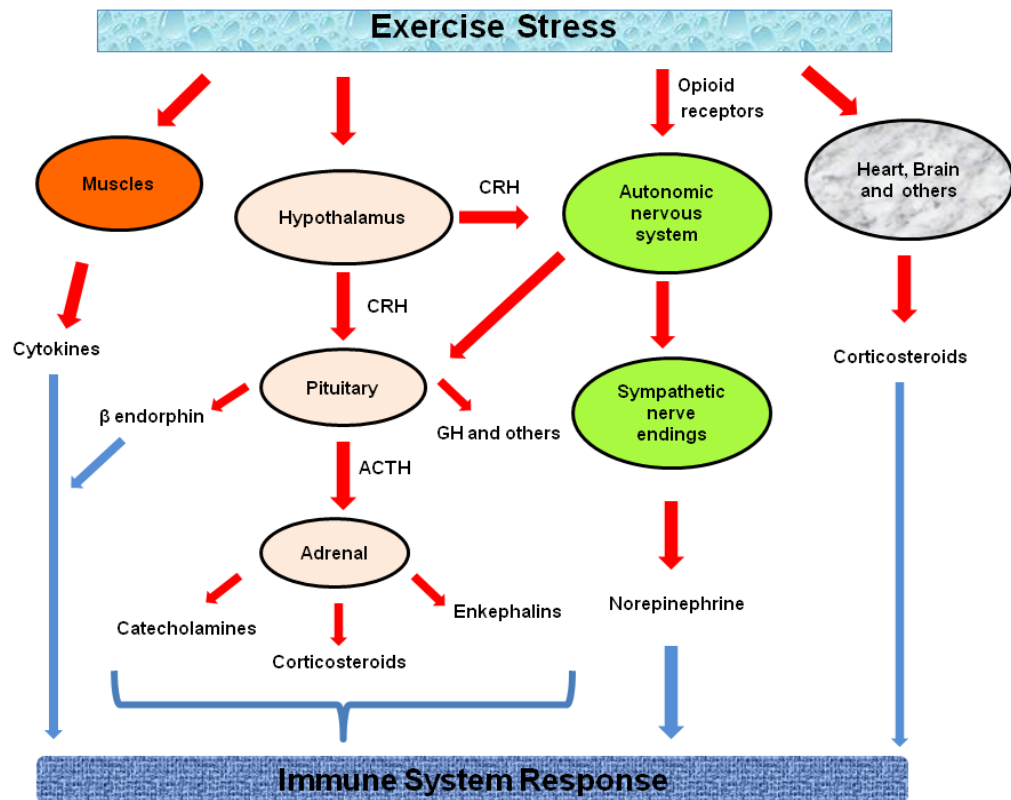 Exercise Stress
Opioid
receptors
Muscles
Hypothalamus
CRH
Autonomic
nervous
system
Heart, Brain
and others
CRH
Cytokines
Corticosteroids
Pituitary
β endorphin
GH and others
Sympathetic
nerve
endings
ACTH
Adrenal
Catecholamines
Corticosteroids
Enkephalins
Norepinephrine
Immune System Response